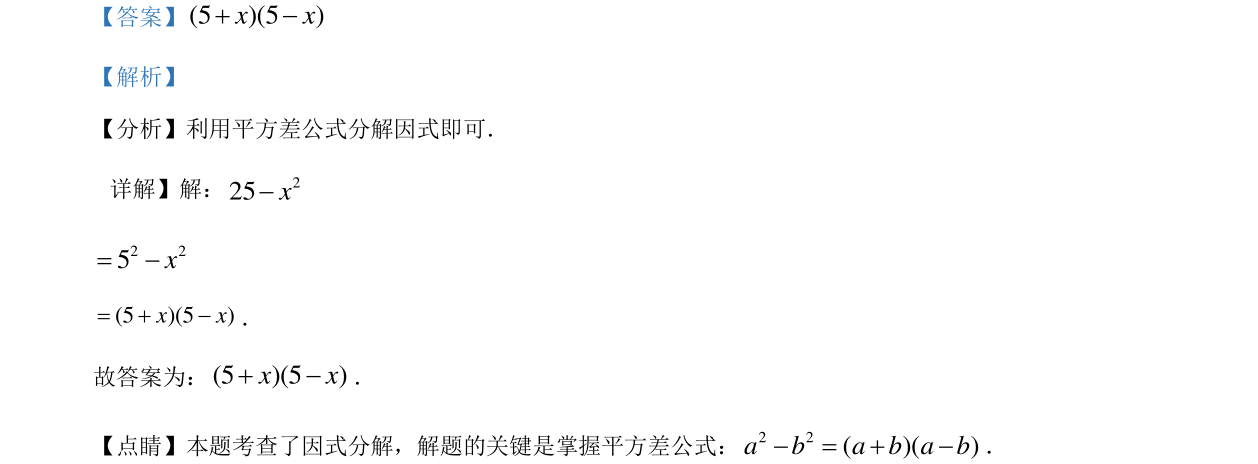 【答案】(5+x)(5−x)
【解析】
【分析】利用平方差公式分解因式即可．
详解】解：25−x²
=5²−x²
=(5+x)(5−x)．
故答案为：(5+x)(5−x)．
【点睛】本题考查了因式分解，解题的关键是掌握平方差公式：a²−b²=(a+b)(a−b)．